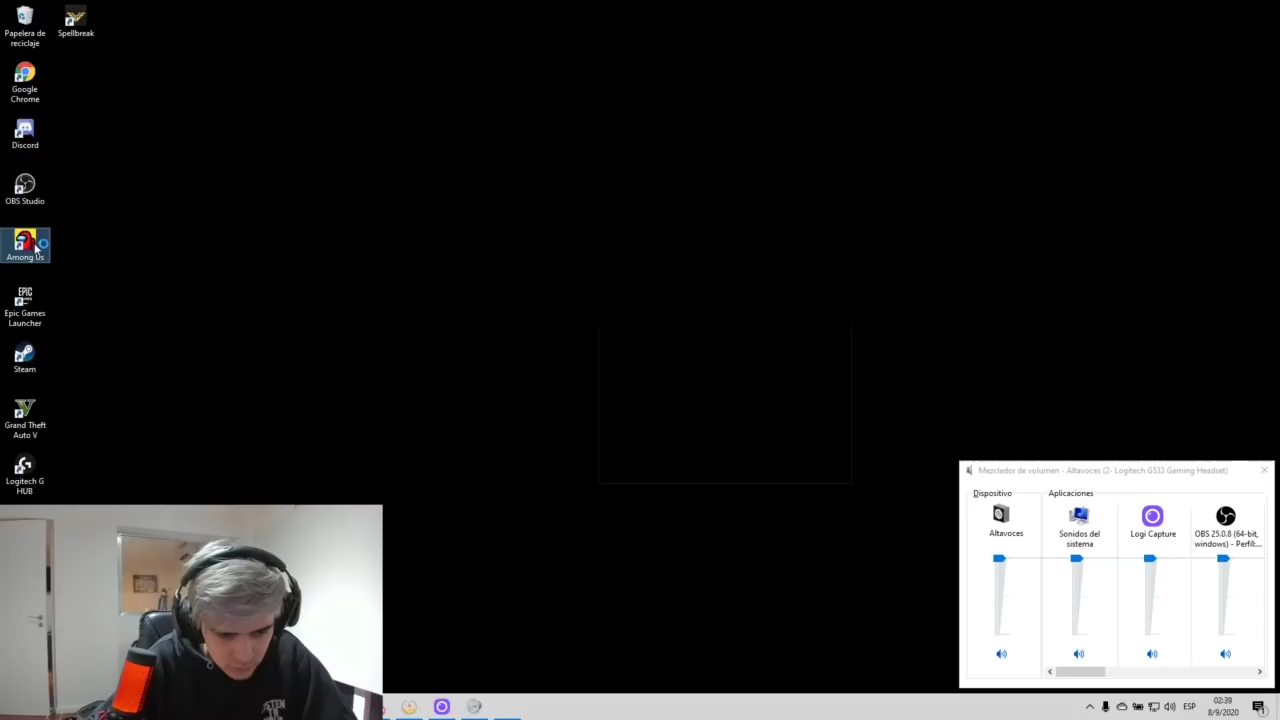 Papelera de
reciclaje
Spellbreak
Google
Chrome
Discord
OBS Studio
Among Us
EPIC
Epic Games
Launcher
Steam
Grand Theft
Auto V
Logitech G
HUB
Mezclador de volumen - Altavoces (2- Logitech G533 Gaming Headset)
Dispositivo
Aplicaciones
Altavoces
Sonidos del
sistema
Logi Capture
OBS 25.0.8 (64-bit,
windows) - Perfil:...
ESP
02:39
8/9/2020